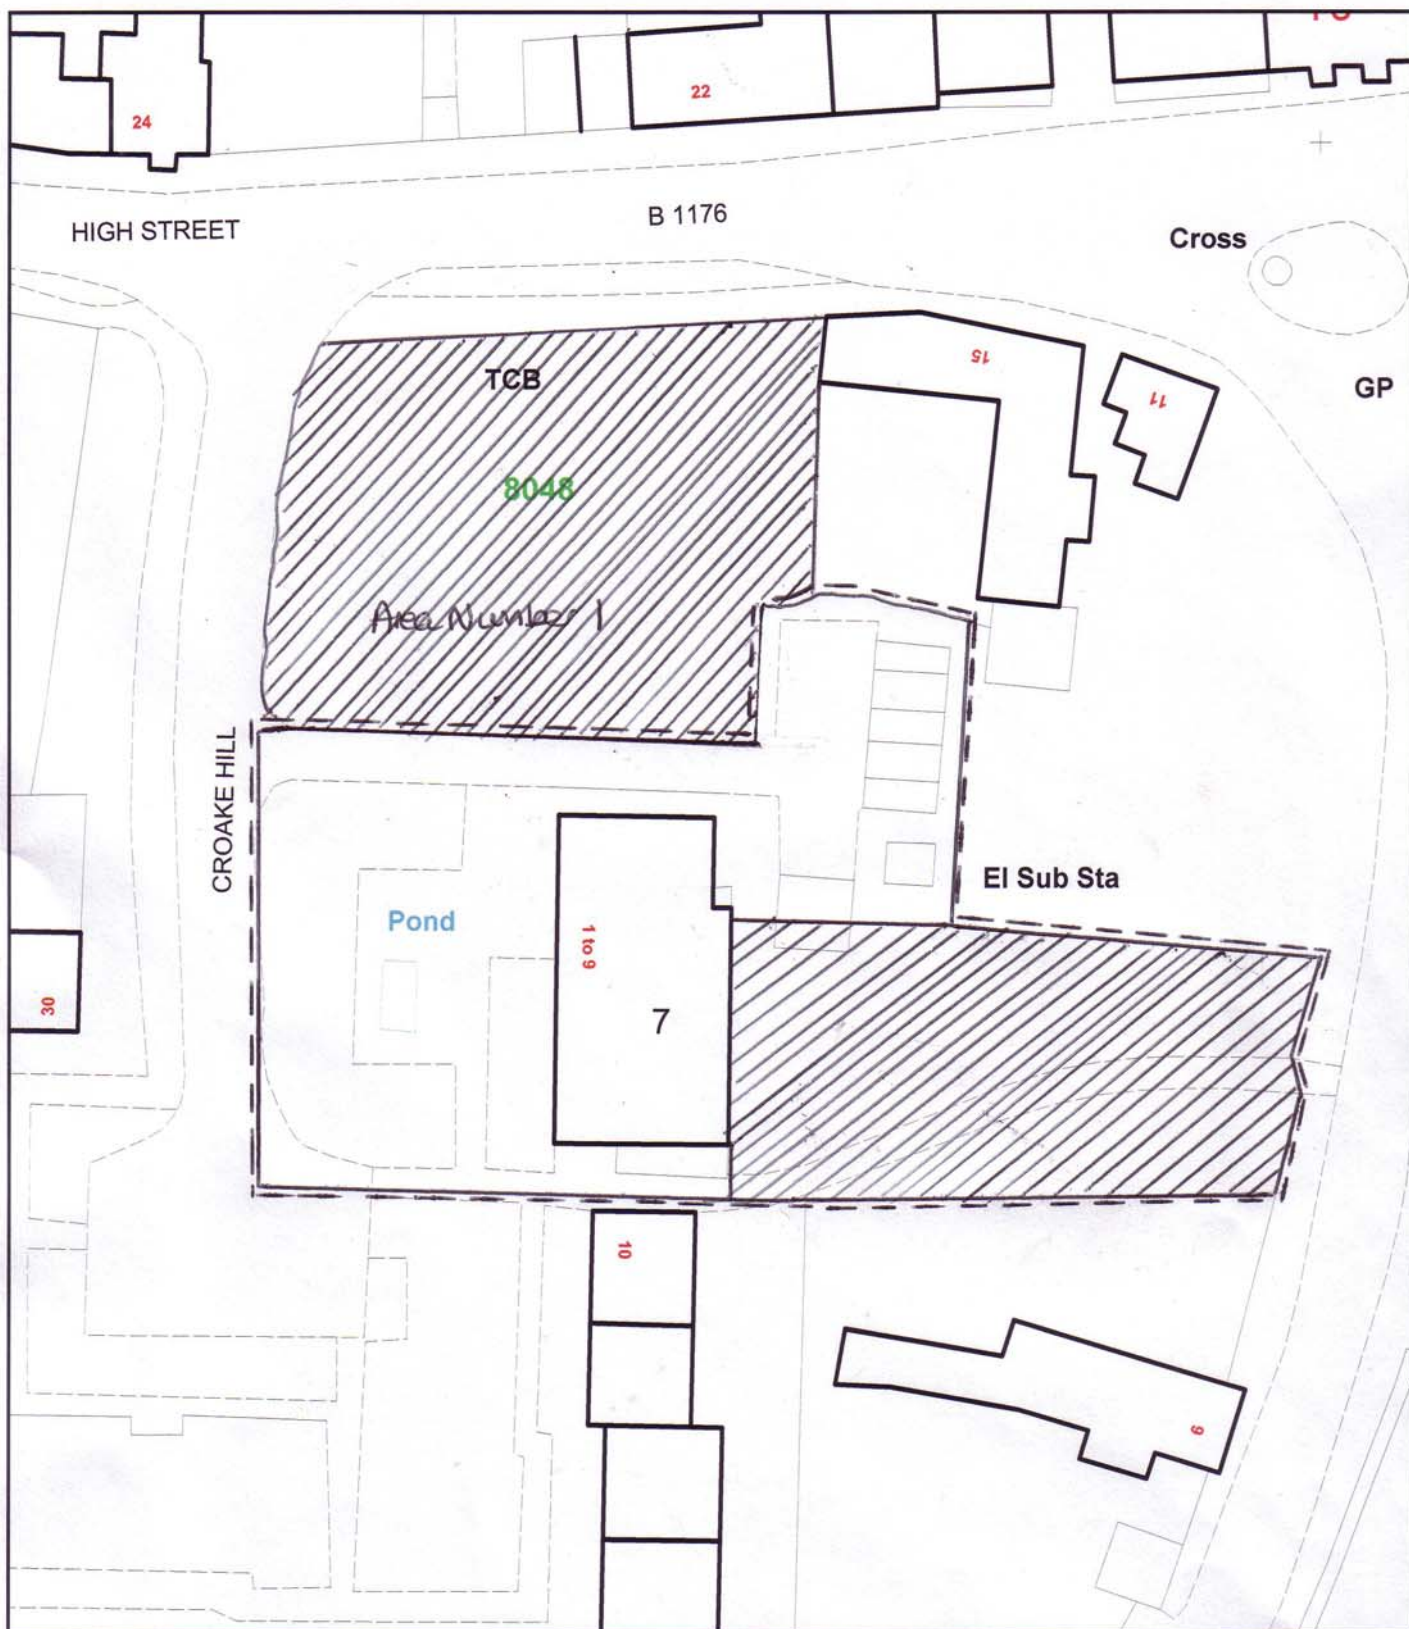 24
22
HIGH STREET
B 1176
Cross
TCB
15
11
GP
8048
Area Number 1
CROAKE HILL
El Sub Sta
Pond
1 to 9
7
30
10
9